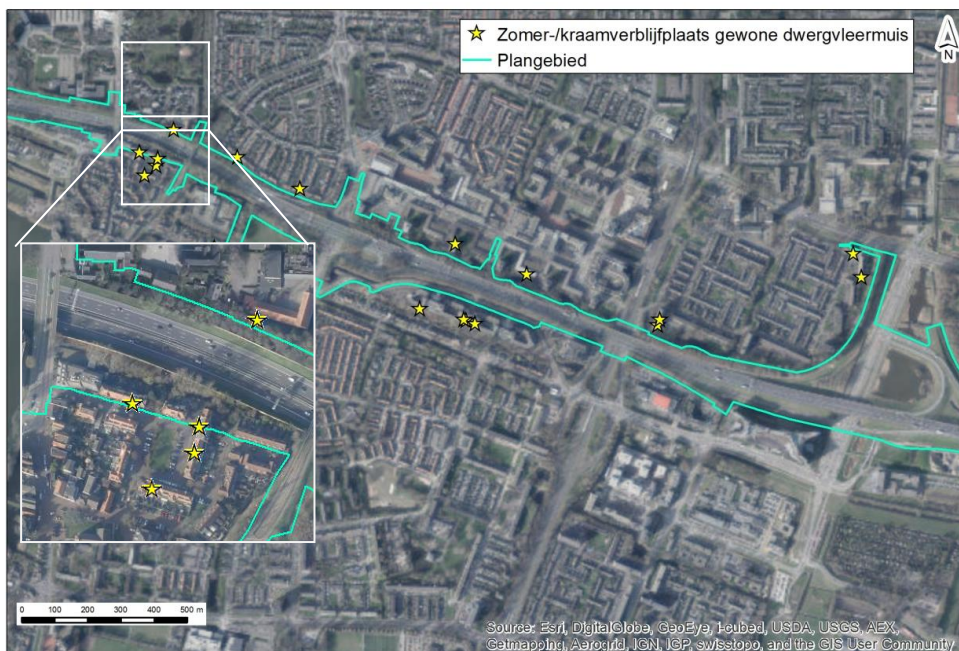 Zomer-/kraamverblijfplaats gewone dwergvleermuis
Plangebied
N
0 100 200 300 400 500 m
Source: Esri, DigitalGlobe, GeoEye, i-cubed, USDA, USGS, AEX,
Getmapping, Aerogrid, IGN, IGP, swisstopo, and the GIS User Community